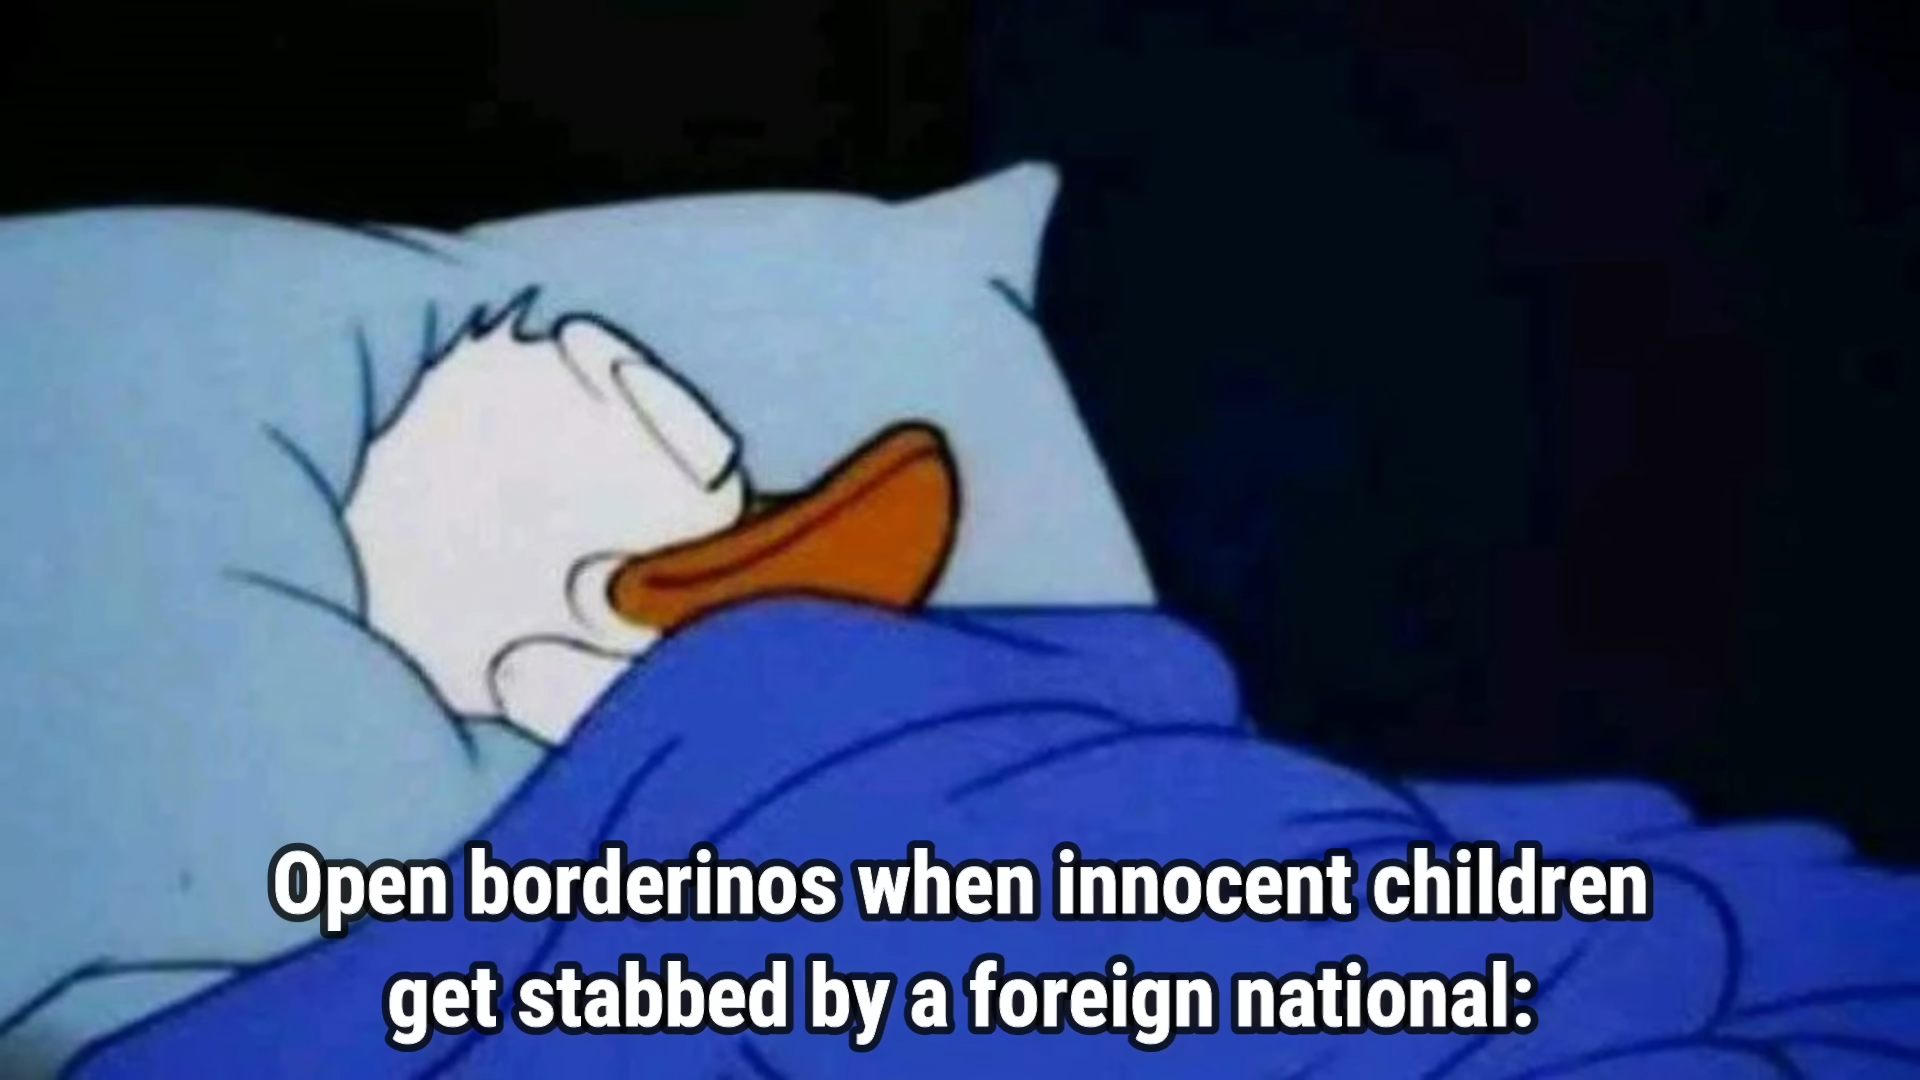 Open borderinos when innocent children
get stabbed by a foreign national: